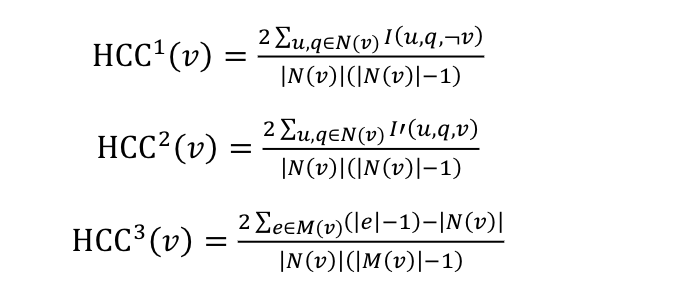 HCC¹(v) = 2 ∑u,q∈N(v) I(u,q,¬v) / |N(v)|(|N(v)|−1)
HCC²(v) = 2 ∑u,q∈N(v) I′(u,q,v) / |N(v)|(|N(v)|−1)
HCC³(v) = 2 ∑e∈M(v)(|e|−1)−|N(v)| / |N(v)|(|M(v)|−1)